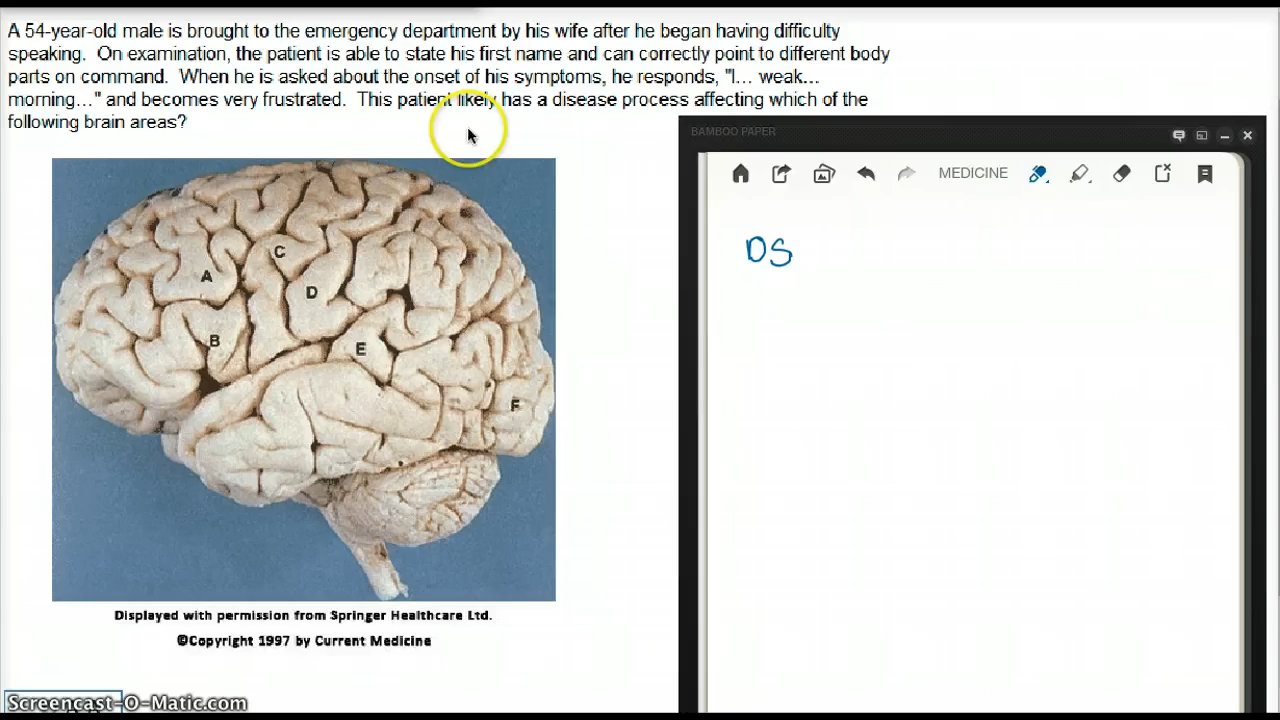 A 54-year-old male is brought to the emergency department by his wife after he began having difficulty
speaking. On examination, the patient is able to state his first name and can correctly point to different body
parts on command. When he is asked about the onset of his symptoms, he responds, "I... weak...
morning..." and becomes very frustrated. This patient likely has a disease process affecting which of the
following brain areas?
BAMBOO PAPER
MEDICINE
DS
C
A
D
B
E
F
Displayed with permission from Springer Healthcare Ltd.
©Copyright 1997 by Current Medicine
Screencast-O-Matic.com